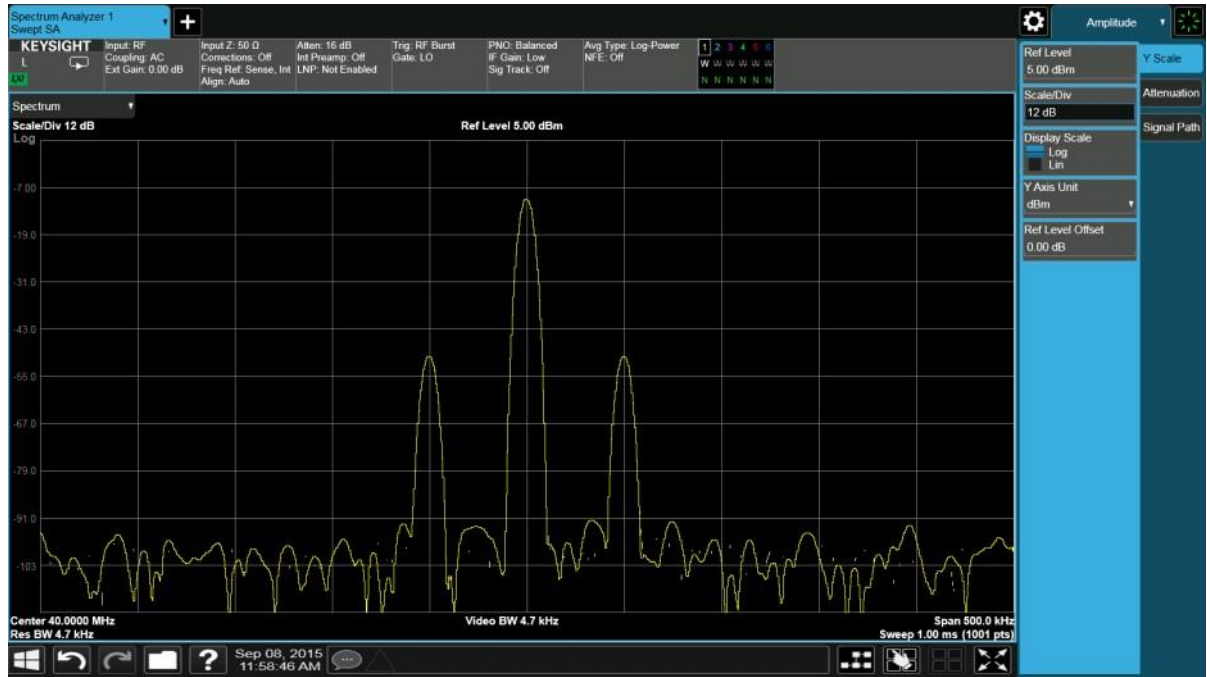 Spectrum Analyzer 1
Swept SA
KEYSIGHT
L
Input: RF
Coupling: AC
Ext Gain: 0.00 dB
Input Z: 50 Ω
Corrections: Off
Freq Ref: Sense, Int
Align: Auto
Atten: 16 dB
Int Preamp: Off
LNP: Not Enabled
Trig: RF Burst
Gate: LO
PNO: Balanced
IF Gain: Low
Sig Track: Off
Avg Type: Log-Power
NFE: Off
1 2 3 4 5 6
W W W W W W
N N N N N N
Amplitude
Ref Level
5.00 dBm
Scale/Div
12 dB
Display Scale
Log
Lin
Y Axis Unit
dBm
Ref Level Offset
0.00 dB
Y Scale
Attenuation
Signal Path
Spectrum
Scale/Div 12 dB
Ref Level 5.00 dBm
Log
-7.00
-19.0
-31.0
-43.0
-55.0
-67.0
-79.0
-91.0
-103
Center 40.0000 MHz
Video BW 4.7 kHz
Span 500.0 kHz
Res BW 4.7 kHz
Sweep 1.00 ms (1001 pts)
?
Sep 08, 2015
11:58:46 AM